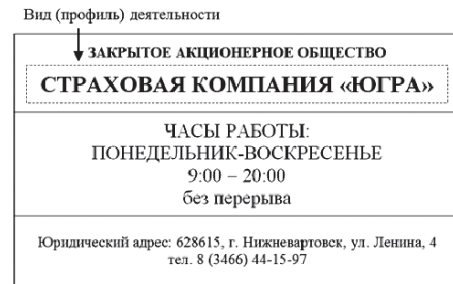 Вид (профиль) деятельности
ЗАКРЫТОЕ АКЦИОНЕРНОЕ ОБЩЕСТВО
СТРАХОВАЯ КОМПАНИЯ «ЮГРА»
ЧАСЫ РАБОТЫ:
ПОНЕДЕЛЬНИК-ВОСКРЕСЕНЬЕ
9:00 – 20:00
без перерыва
Юридический адрес: 628615, г. Нижневартовск, ул. Ленина, 4
тел. 8 (3466) 44-15-97